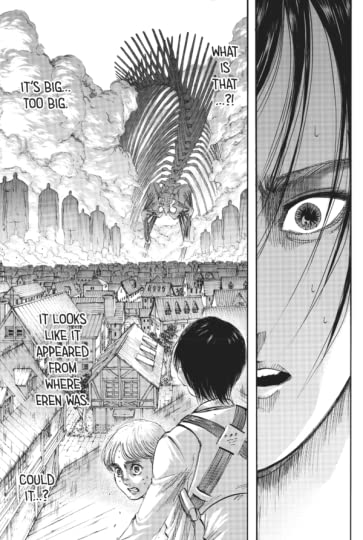 WHAT
IS
THAT
...?!
IT'S BIG...
TOO BIG.
IT LOOKS
LIKE IT
APPEARED
FROM
WHERE
EREN WAS.
COULD
IT...?